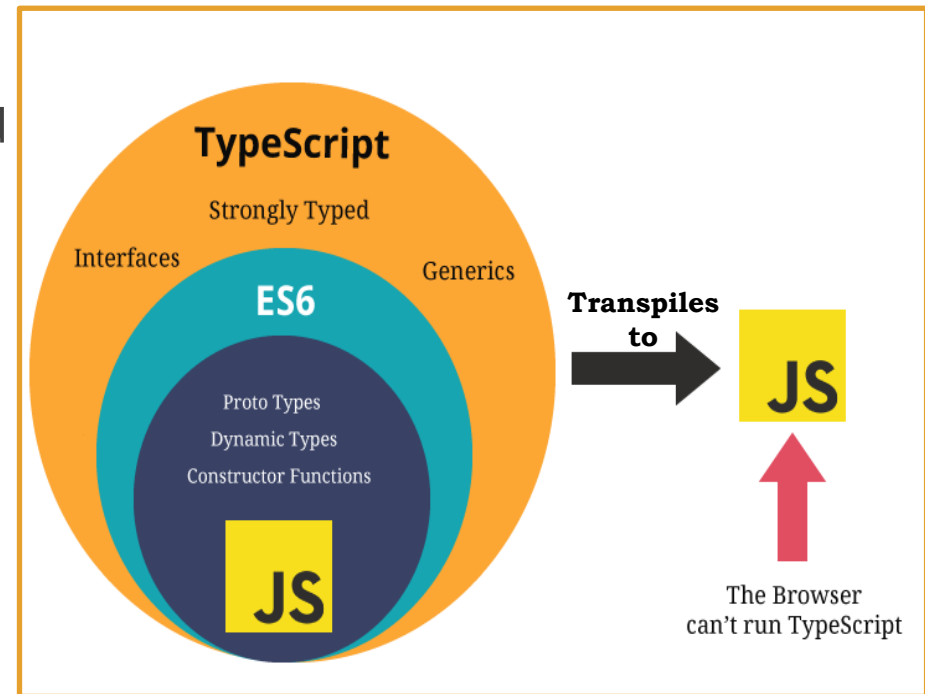 TypeScript
Strongly Typed
Interfaces
Generics
ES6
Proto Types
Dynamic Types
Constructor Functions
JS
Transpiles
to
JS
The Browser
can't run TypeScript